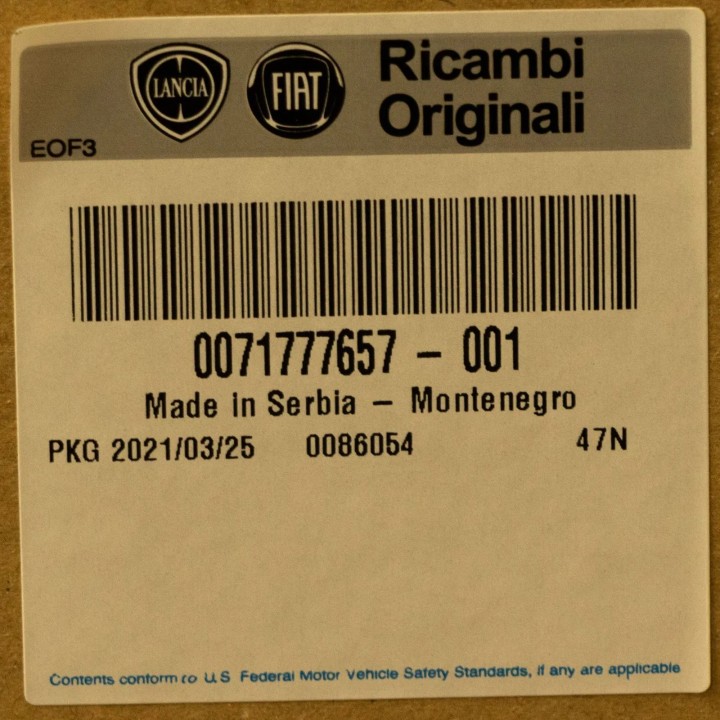 LANCIA FIAT Ricambi
Originali
EOF3
0071777657 - 001
Made in Serbia - Montenegro
PKG 2021/03/25 0086054 47N
Contents conform to U.S Federal Motor Vehicle Safety Standards, if any are applicable